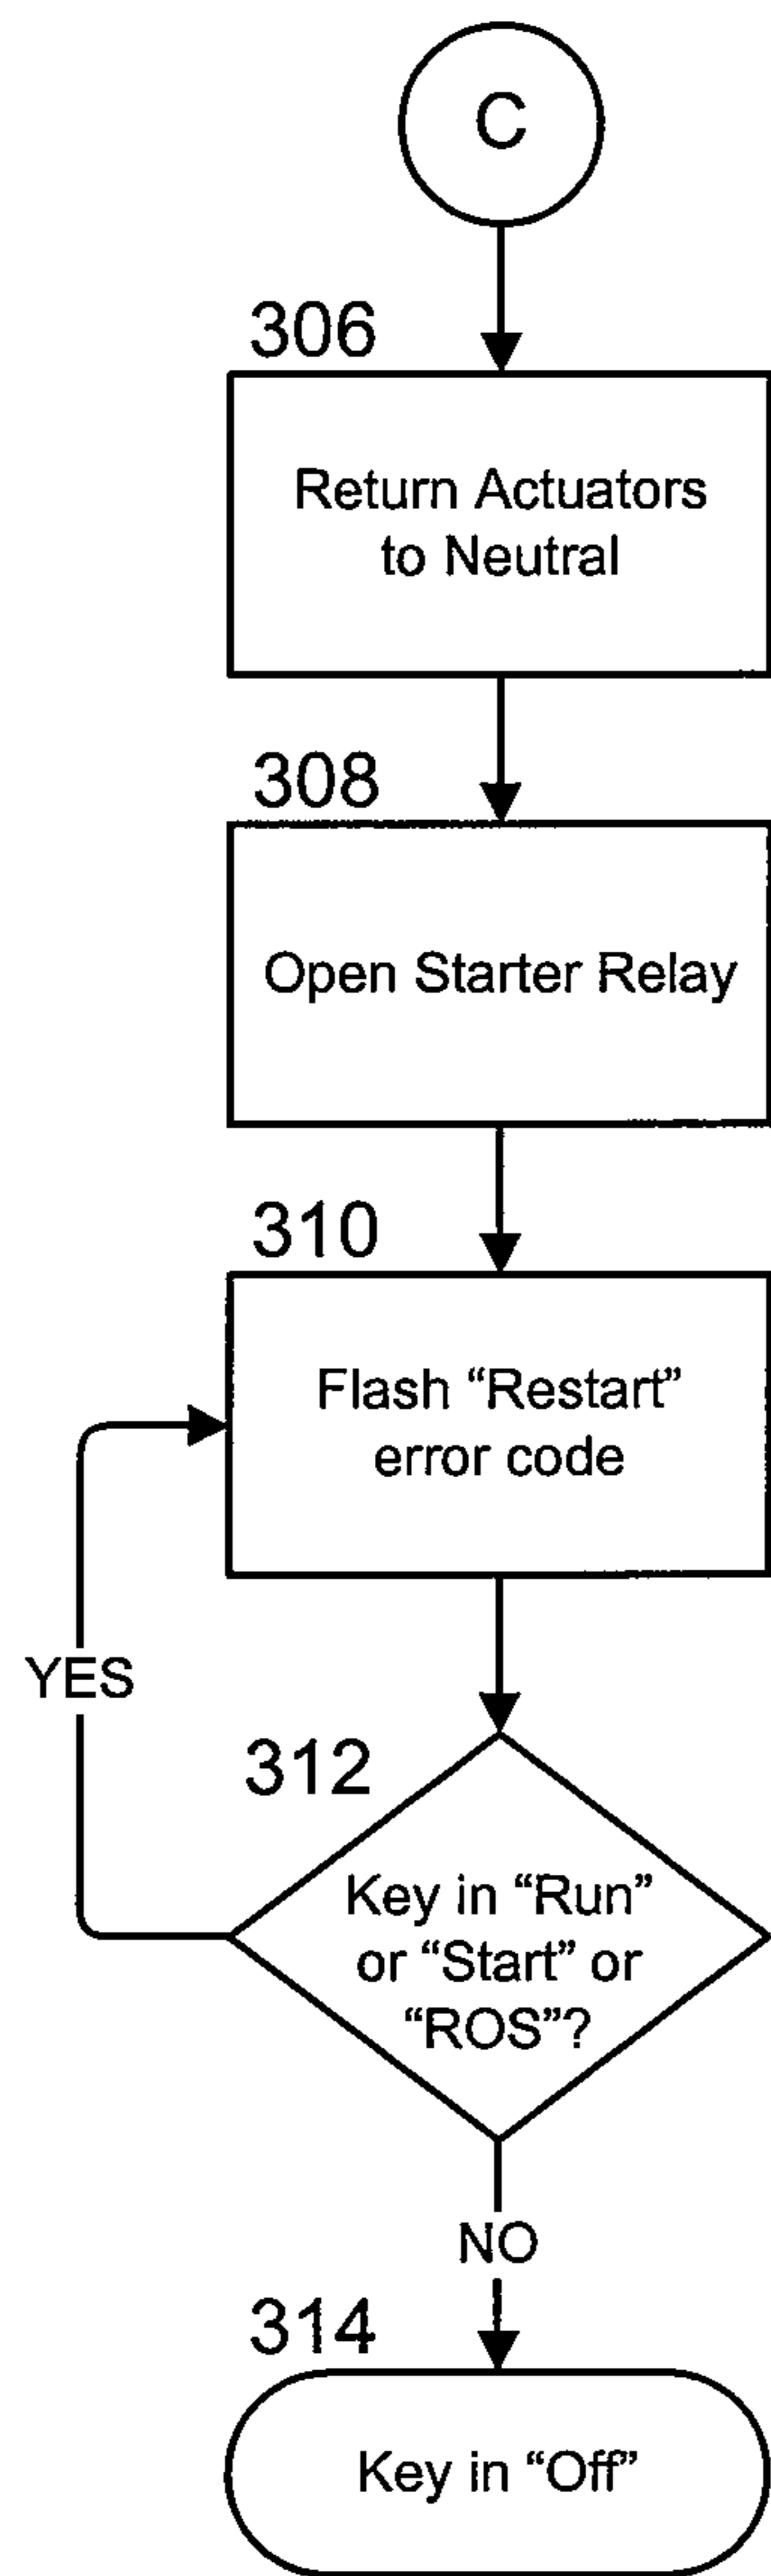 C
306
Return Actuators
to Neutral
308
Open Starter Relay
310
Flash “Restart”
error code
YES
312
Key in “Run”
or “Start” or
“ROS”?
NO
314
Key in “Off”